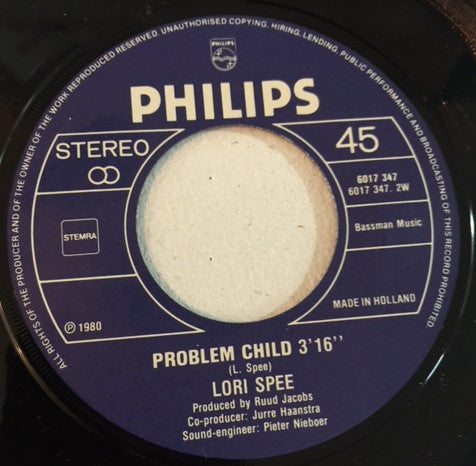 ALL RIGHTS OF THE PRODUCER AND OF THE OWNER OF THE WORK REPRODUCED RESERVED. UNAUTHORISED COPYING, HIRING, LENDING, PUBLIC PERFORMANCE AND BROADCASTING OF THIS RECORD PROHIBITED
PHILIPS
PHILIPS
STEREO
45
6017 347
6017 347. 2W
STEMRA
Bassman Music
MADE IN HOLLAND
℗ 1980
PROBLEM CHILD 3'16''
(L. Spee)
LORI SPEE
Produced by Ruud Jacobs
Co-producer: Jurre Haanstra
Sound-engineer: Pieter Nieboer